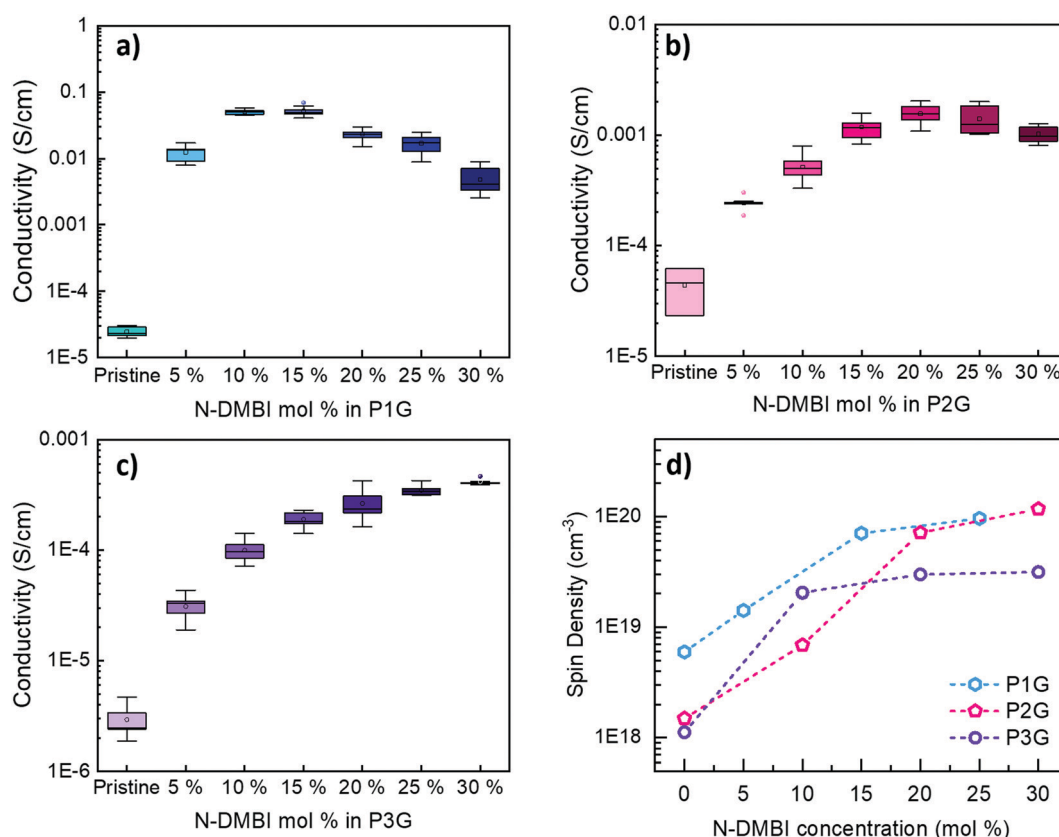 a)
Conductivity (S/cm)
1
0.1
0.01
0.001
1E-4
1E-5
Pristine 5 % 10 % 15 % 20 % 25 % 30 %
N-DMBI mol % in P1G
b)
Conductivity (S/cm)
0.01
0.001
1E-4
1E-5
Pristine 5 % 10 % 15 % 20 % 25 % 30 %
N-DMBI mol % in P2G
c)
Conductivity (S/cm)
0.001
1E-4
1E-5
1E-6
Pristine 5 % 10 % 15 % 20 % 25 % 30 %
N-DMBI mol % in P3G
d)
Spin Density (cm-3)
1E20
1E19
1E18
P1G
P2G
P3G
0 5 10 15 20 25 30
N-DMBI concentration (mol %)